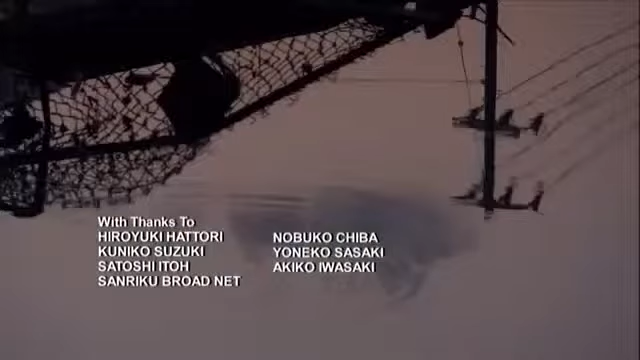 With Thanks To
HIROYUKI HATTORI
KUNIKO SUZUKI
SATOSHI ITOH
SANRIKU BROAD NET
NOBUKO CHIBA
YONEKO SASAKI
AKIKO IWASAKI